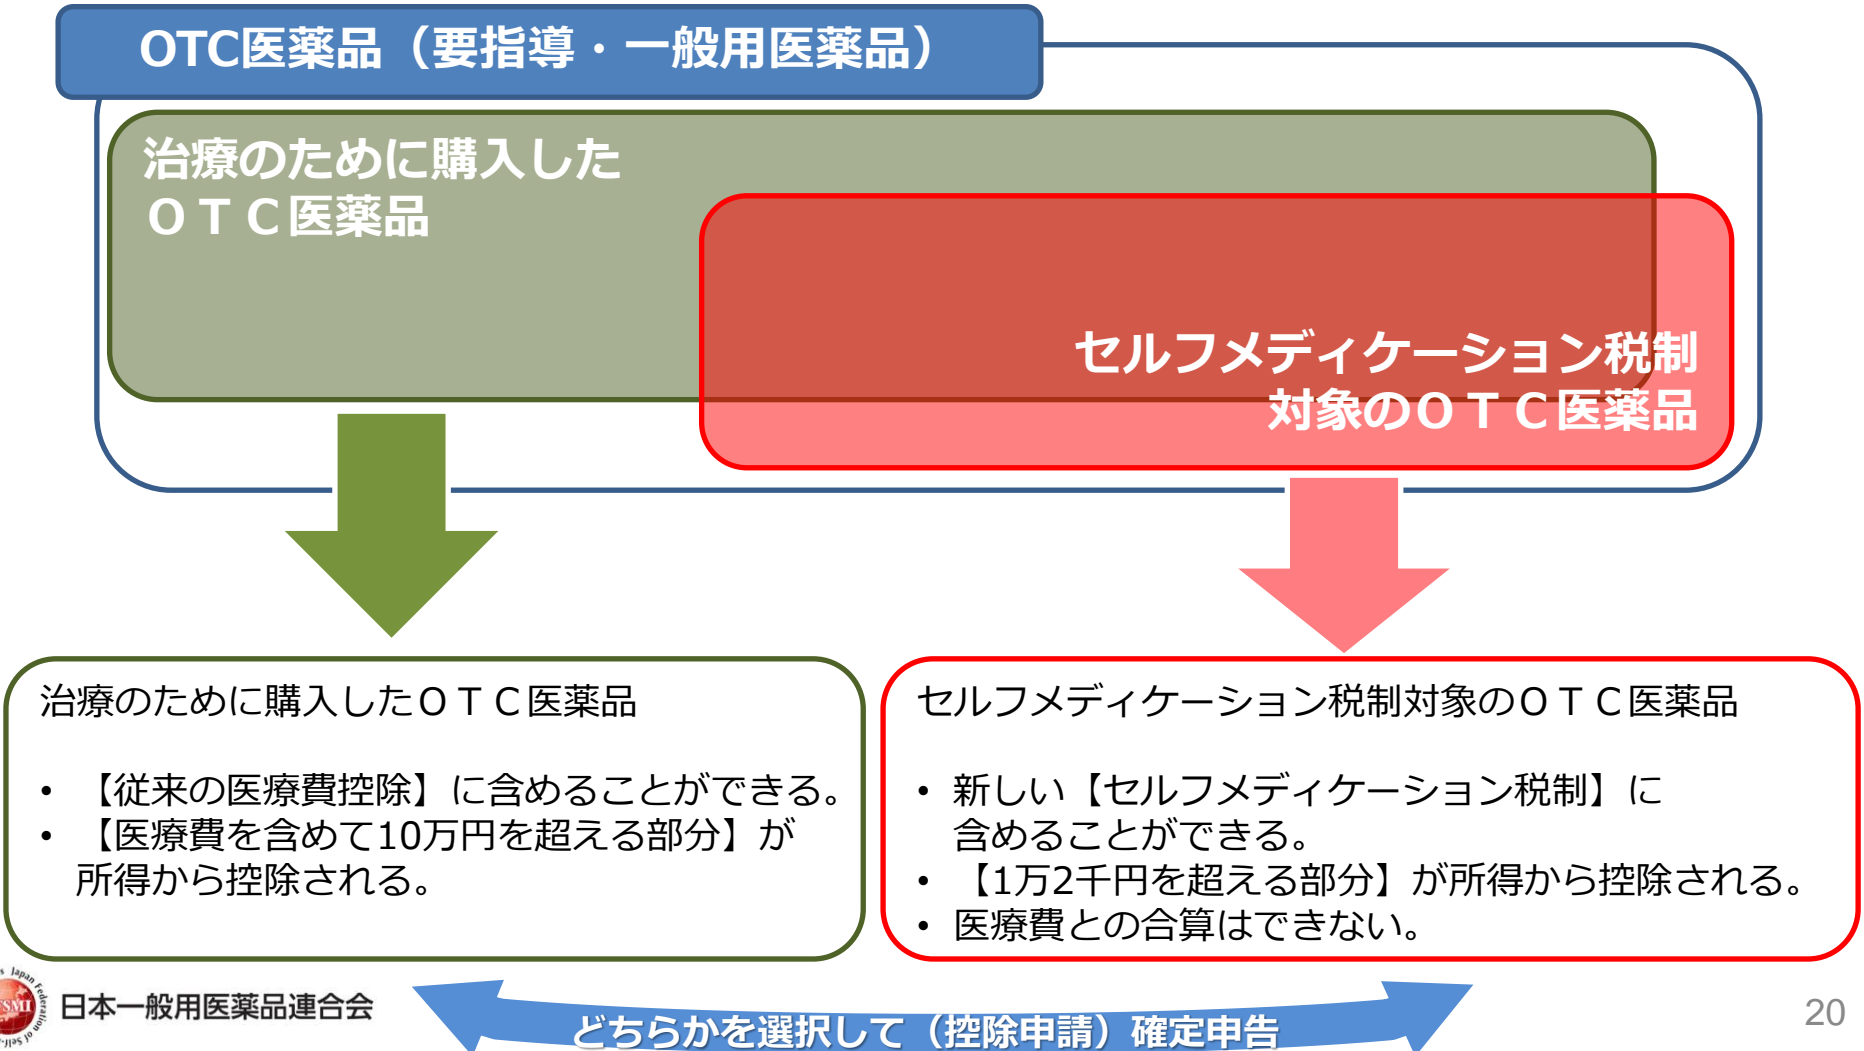 OTC医薬品（要指導・一般用医薬品）
治療のために購入した
ＯＴＣ医薬品
セルフメディケーション税制
対象のＯＴＣ医薬品
治療のために購入したＯＴＣ医薬品
• 【従来の医療費控除】に含めることができる。
• 【医療費を含めて10万円を超える部分】が
所得から控除される。
セルフメディケーション税制対象のＯＴＣ医薬品
• 新しい【セルフメディケーション税制】に
含めることができる。
• 【1万2千円を超える部分】が所得から控除される。
• 医療費との合算はできない。
Japan Federation of Self-
日本一般用医薬品連合会
どちらかを選択して（控除申請）確定申告
20